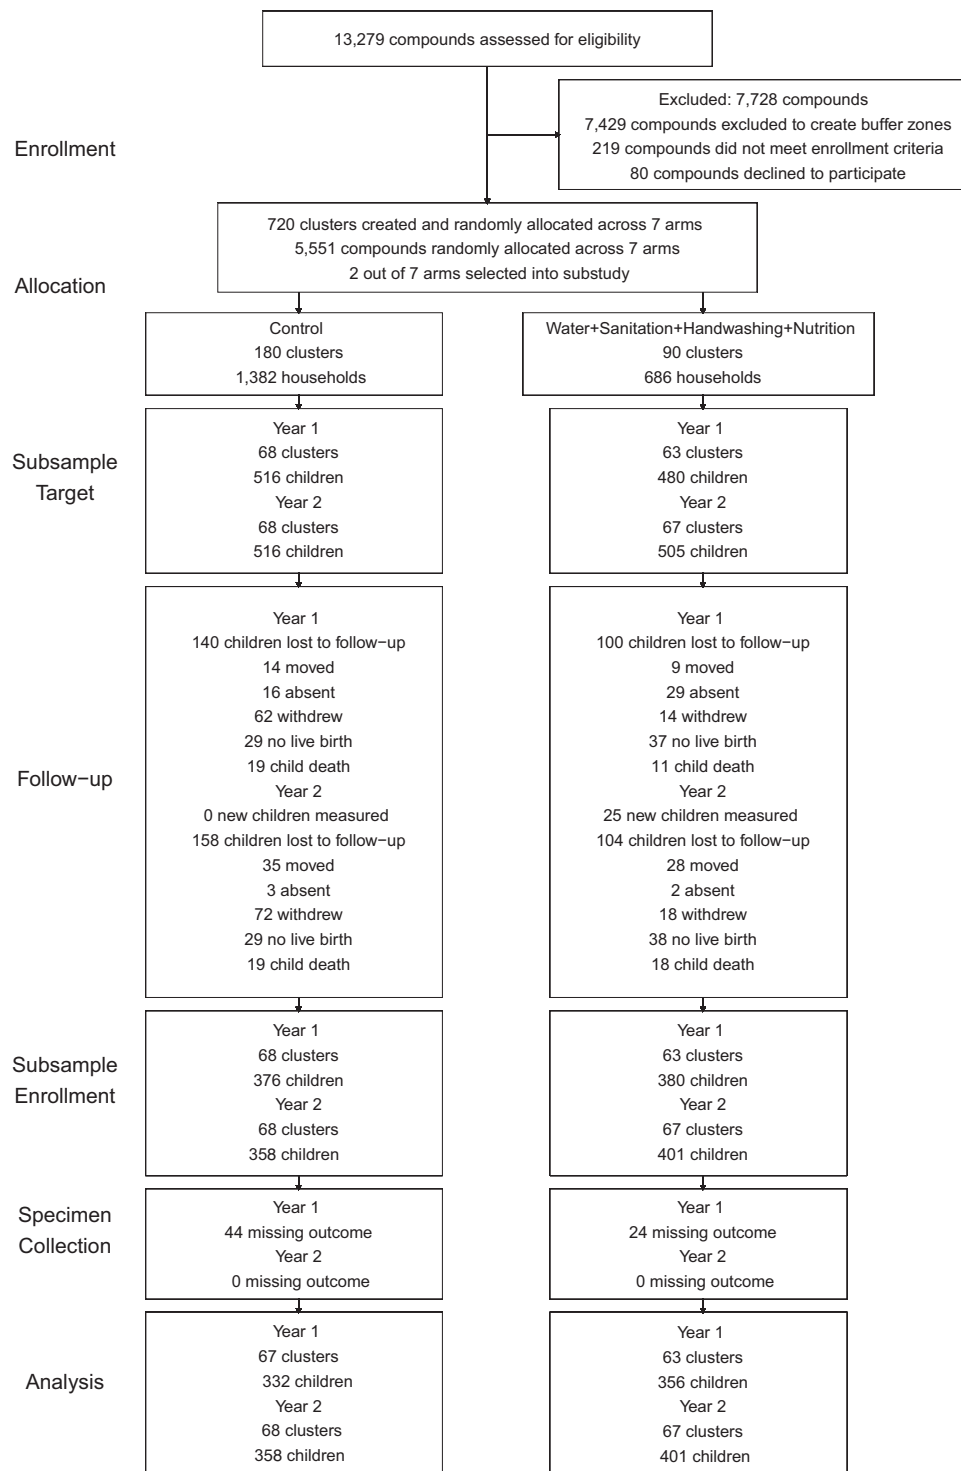 13,279 compounds assessed for eligibility
Excluded: 7,728 compounds
7,429 compounds excluded to create buffer zones
219 compounds did not meet enrollment criteria
80 compounds declined to participate
Enrollment
720 clusters created and randomly allocated across 7 arms
5,551 compounds randomly allocated across 7 arms
2 out of 7 arms selected into substudy
Allocation
Control
180 clusters
1,382 households
Water+Sanitation+Handwashing+Nutrition
90 clusters
686 households
Subsample
Target
Year 1
68 clusters
516 children
Year 2
68 clusters
516 children
Year 1
63 clusters
480 children
Year 2
67 clusters
505 children
Follow−up
Year 1
140 children lost to follow−up
14 moved
16 absent
62 withdrew
29 no live birth
19 child death
Year 2
0 new children measured
158 children lost to follow−up
35 moved
3 absent
72 withdrew
29 no live birth
19 child death
Year 1
100 children lost to follow−up
9 moved
29 absent
14 withdrew
37 no live birth
11 child death
Year 2
25 new children measured
104 children lost to follow−up
28 moved
2 absent
18 withdrew
38 no live birth
18 child death
Subsample
Enrollment
Year 1
68 clusters
376 children
Year 2
68 clusters
358 children
Year 1
63 clusters
380 children
Year 2
67 clusters
401 children
Specimen
Collection
Year 1
44 missing outcome
Year 2
0 missing outcome
Year 1
24 missing outcome
Year 2
0 missing outcome
Analysis
Year 1
67 clusters
332 children
Year 2
68 clusters
358 children
Year 1
63 clusters
356 children
Year 2
67 clusters
401 children